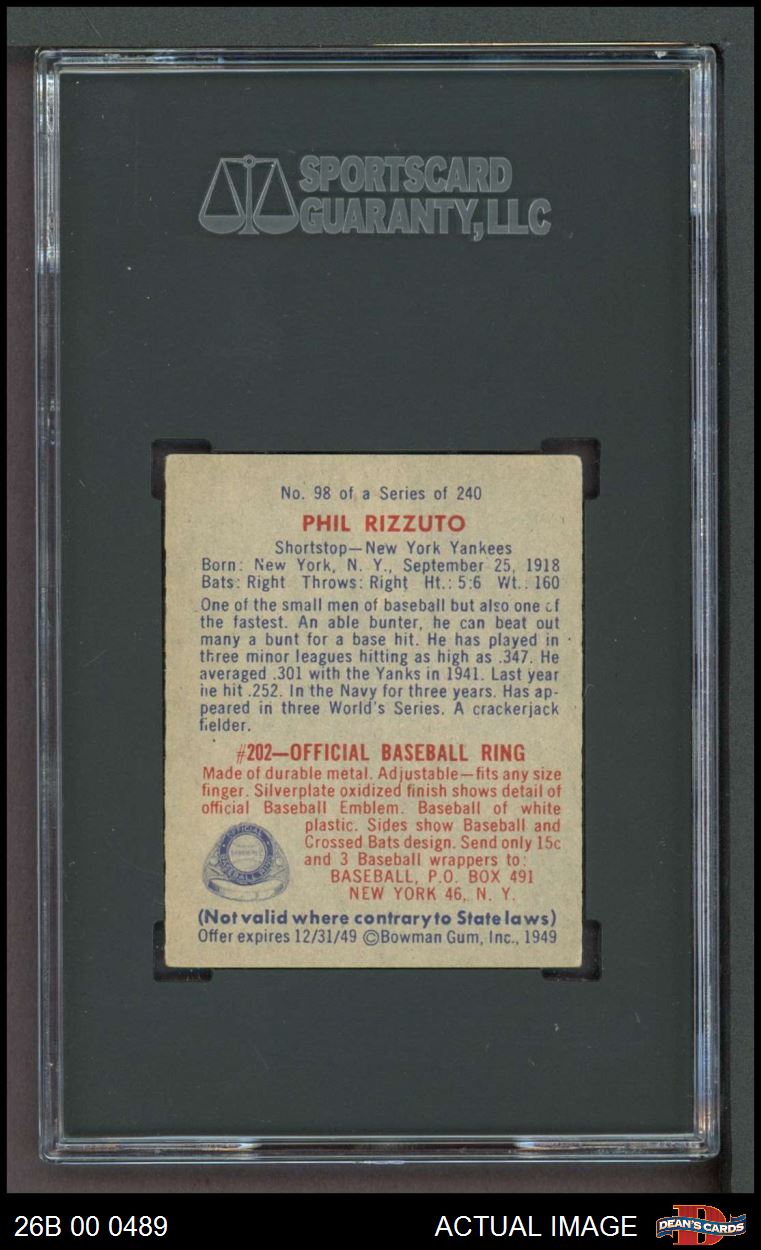 SPORTSCARD
GUARANTY, LLC
No. 98 of a Series of 240
PHIL RIZZUTO
Shortstop—New York Yankees
Born: New York, N. Y., September 25, 1918
Bats: Right Throws: Right Ht.: 5:6 Wt.: 160
One of the small men of baseball but also one of
the fastest. An able bunter, he can beat out
many a bunt for a base hit. He has played in
three minor leagues hitting as high as .347. He
averaged .301 with the Yanks in 1941. Last year
he hit .252. In the Navy for three years. Has ap-
peared in three World's Series. A crackerjack
fielder.
#202—OFFICIAL BASEBALL RING
Made of durable metal. Adjustable—fits any size
finger. Silverplate oxidized finish shows detail of
official Baseball Emblem. Baseball of white
plastic. Sides show Baseball and
Crossed Bats design. Send only 15c
and 3 Baseball wrappers to:
BASEBALL, P.O. BOX 491
NEW YORK 46, N. Y.
OFFICIAL
BASEBALL RING
(Not valid where contrary to State laws)
Offer expires 12/31/49 ©Bowman Gum, Inc., 1949
26B 00 0489
ACTUAL IMAGE
D
DEAN'S CARDS